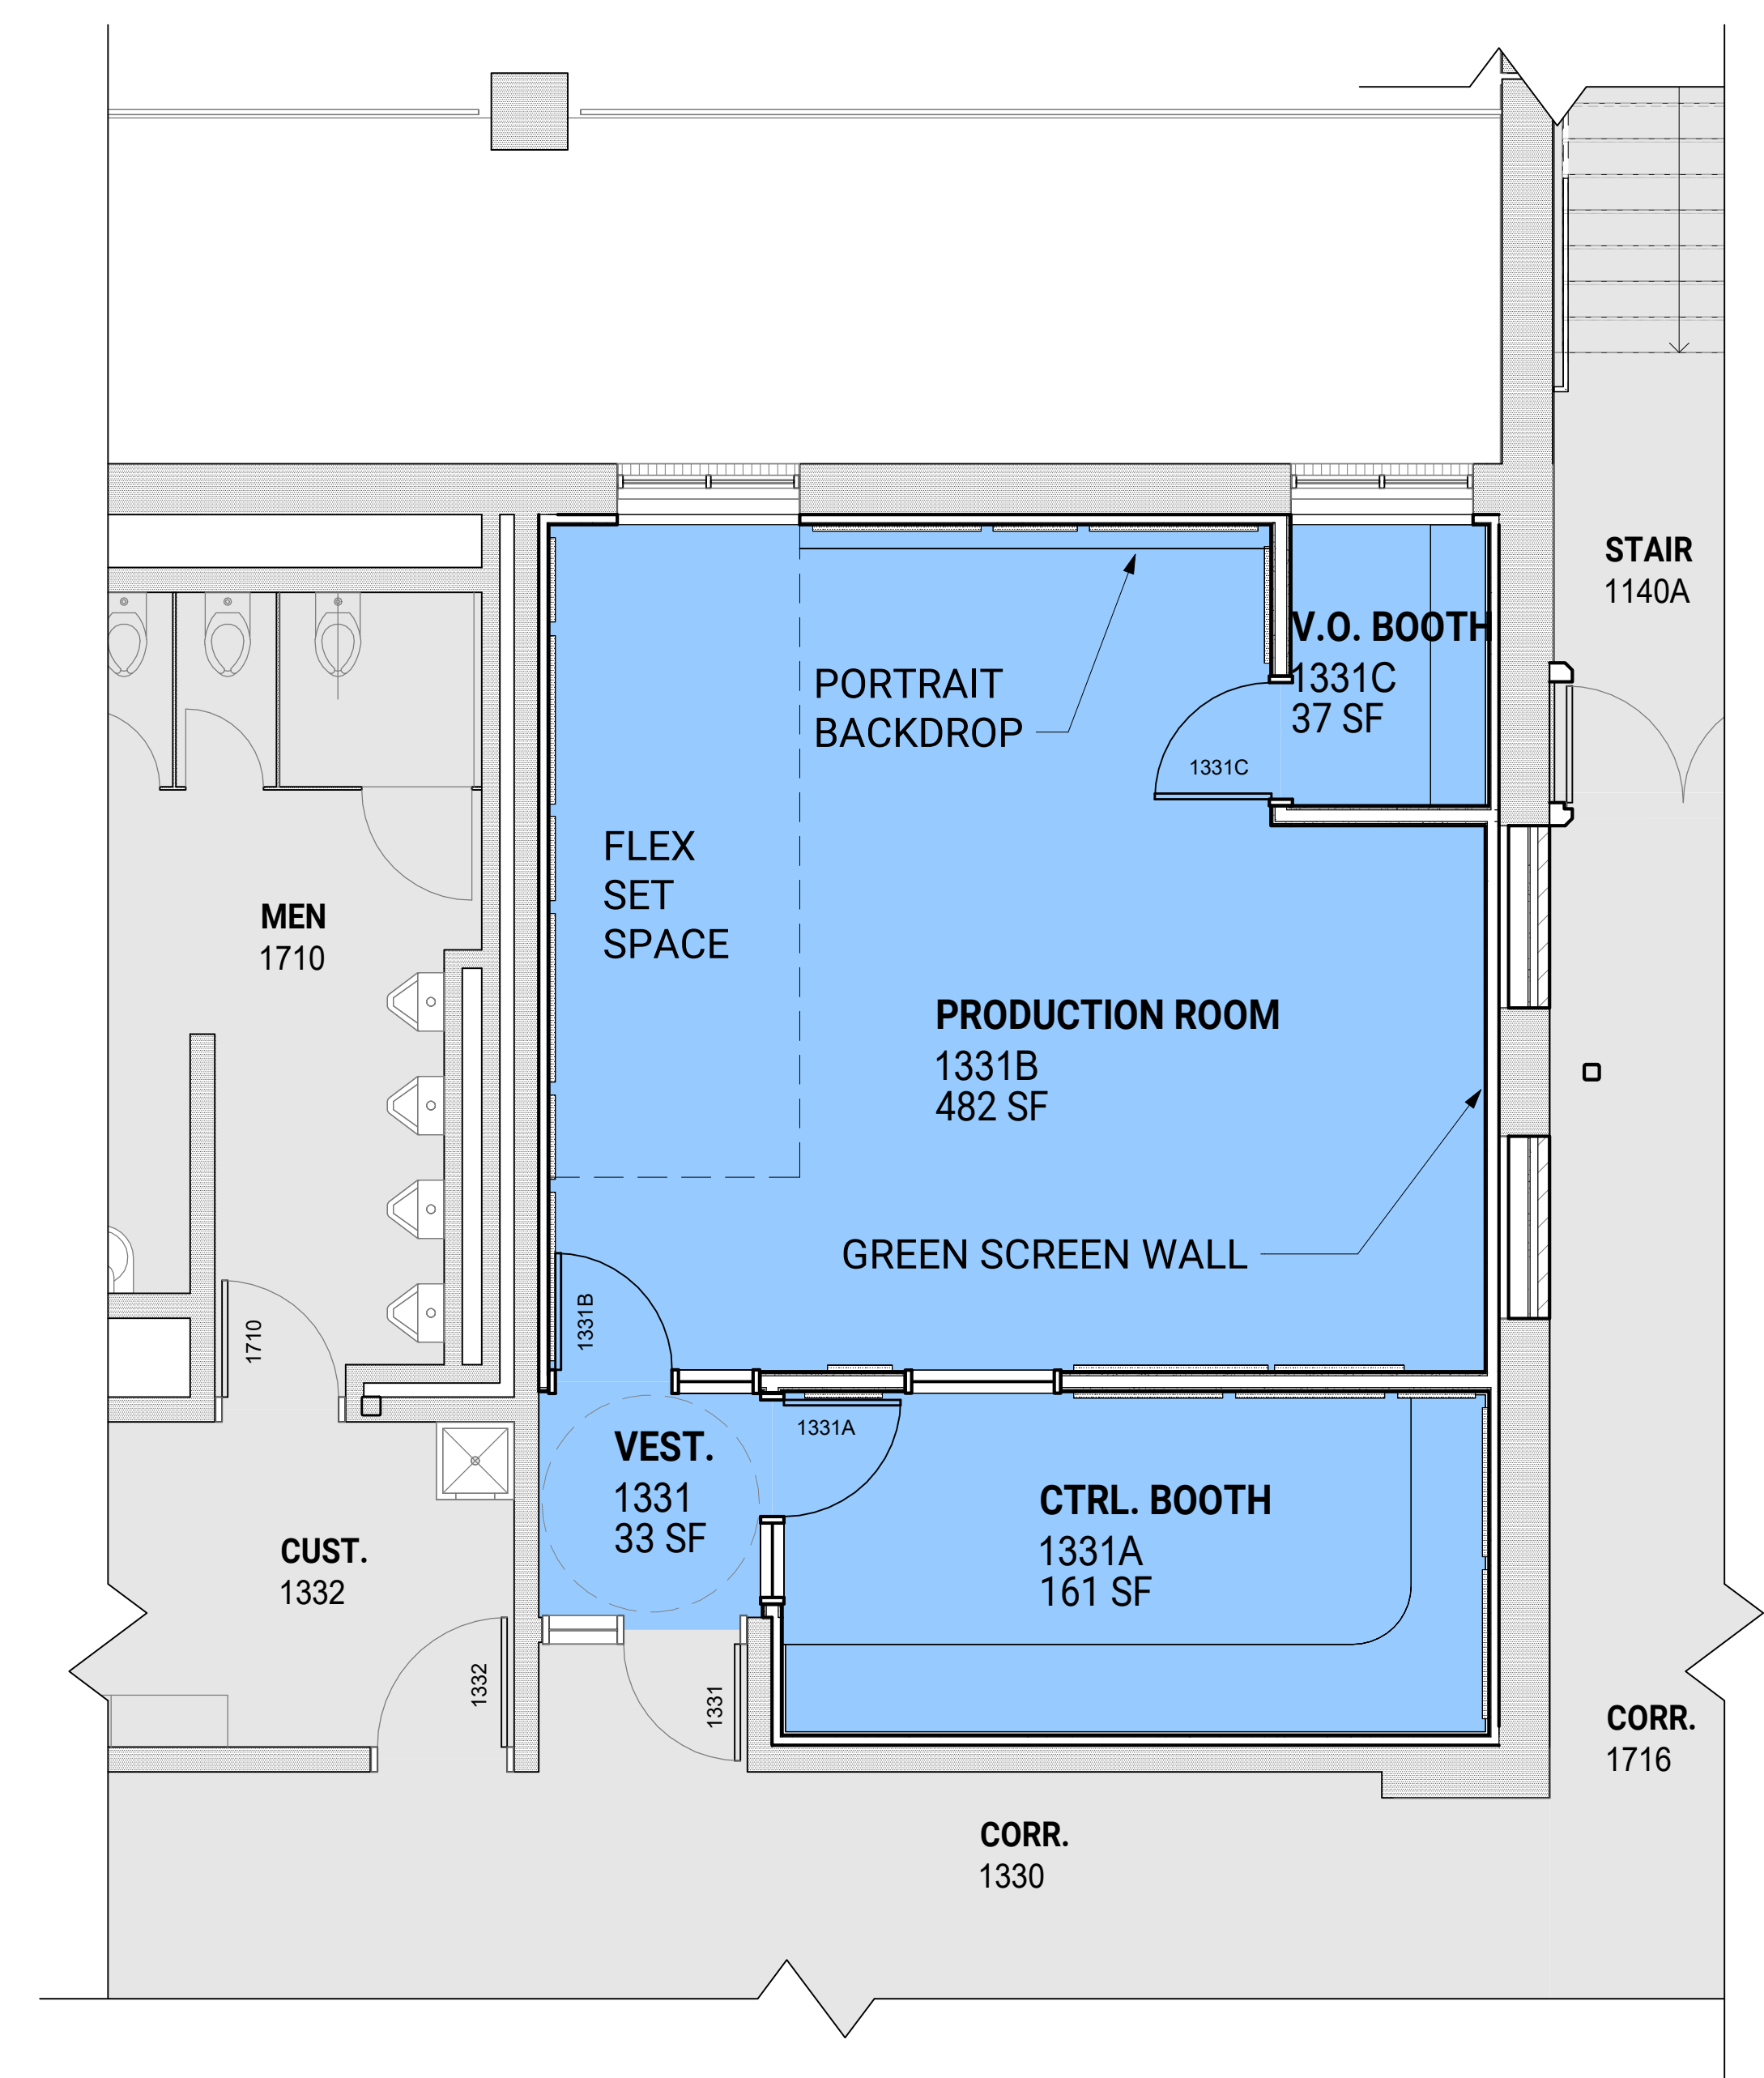 STAIR
1140A
V.O. BOOTH
1331C
37 SF
PORTRAIT
BACKDROP
1331C
FLEX
SET
SPACE
MEN
1710
PRODUCTION ROOM
1331B
482 SF
GREEN SCREEN WALL
1331B
1710
1331A
VEST.
1331
33 SF
CTRL. BOOTH
1331A
161 SF
CUST.
1332
1332
1331
CORR.
1716
CORR.
1330